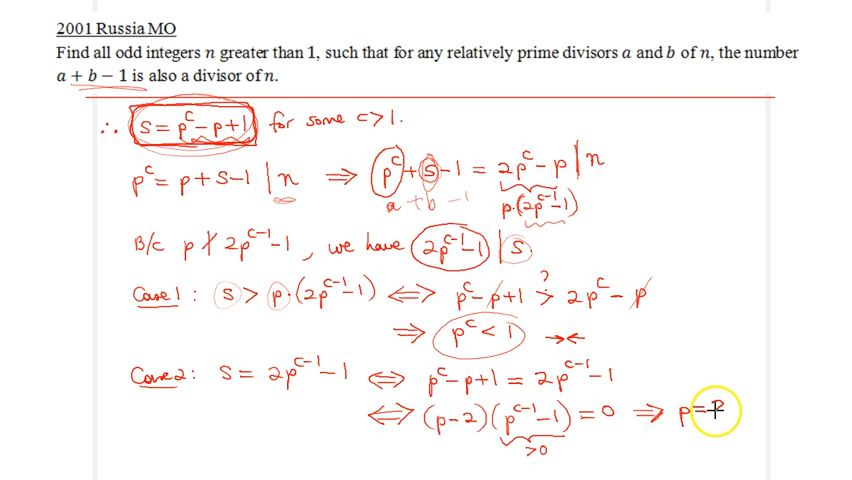 2001 Russia MO
Find all odd integers n greater than 1, such that for any relatively prime divisors a and b of n, the number
a + b − 1 is also a divisor of n.
∴ s = p^c - p + 1 for some c > 1.
p^c = p + s - 1 | n ⟹ p^c + s - 1 = 2p^c - p | n
a + b - 1 p·(2p^{c-1} - 1)
B/c p ∤ 2p^{c-1} - 1, we have 2p^{c-1} - 1 | s
Case 1: s > p·(2p^{c-1} - 1) ⟺ p^c - p + 1 >? 2p^c - p
⟹ p^c < 1 →←
Case 2: s = 2p^{c-1} - 1 ⟺ p^c - p + 1 = 2p^{c-1} - 1
⟺ (p-2)(p^{c-1} - 1) = 0 ⟹ p =
>0